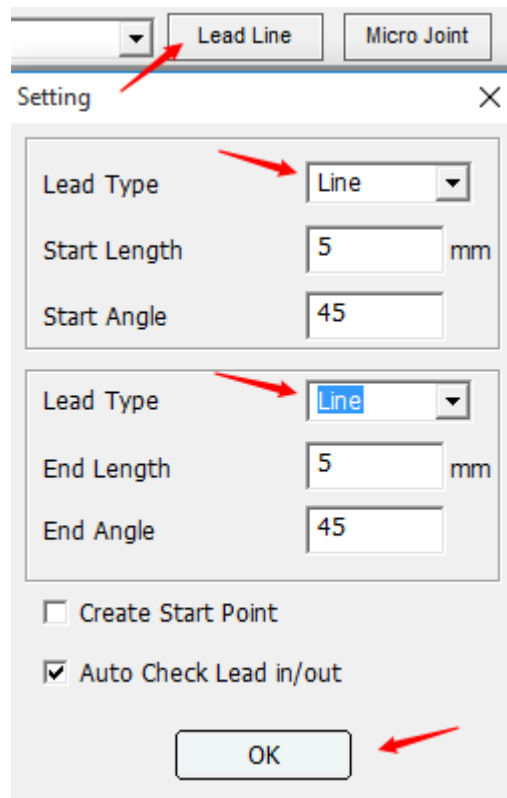 Lead Line Micro Joint
Setting
Lead Type Line
Start Length 5 mm
Start Angle 45
Lead Type Line
End Length 5 mm
End Angle 45
Create Start Point
Auto Check Lead in/out
OK